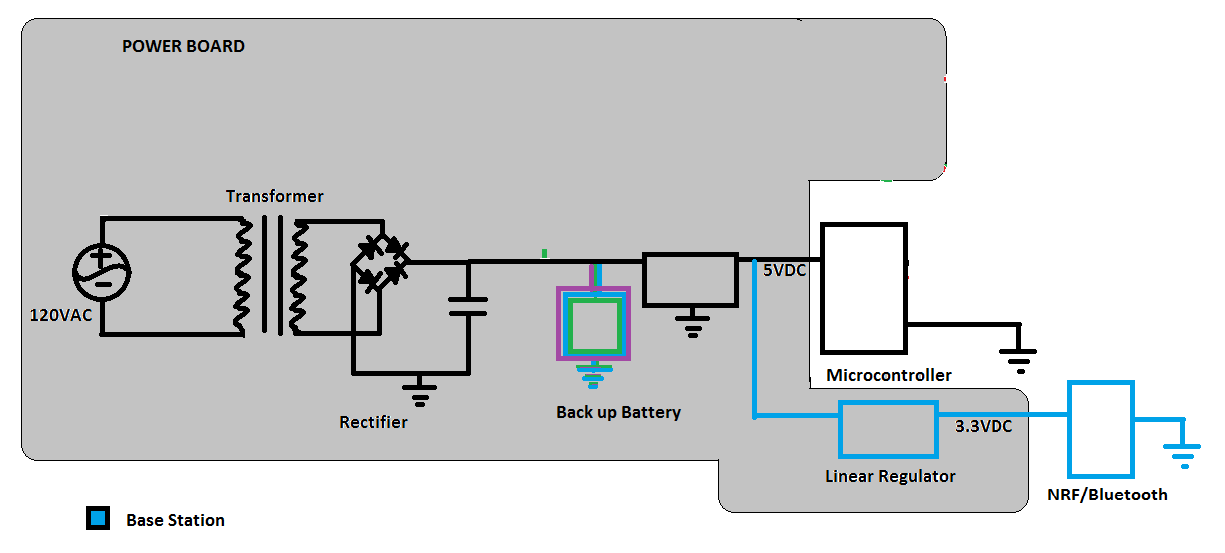 POWER BOARD
Transformer
120VAC
5VDC
Microcontroller
Back up Battery
Rectifier
3.3VDC
Linear Regulator
NRF/Bluetooth
Base Station